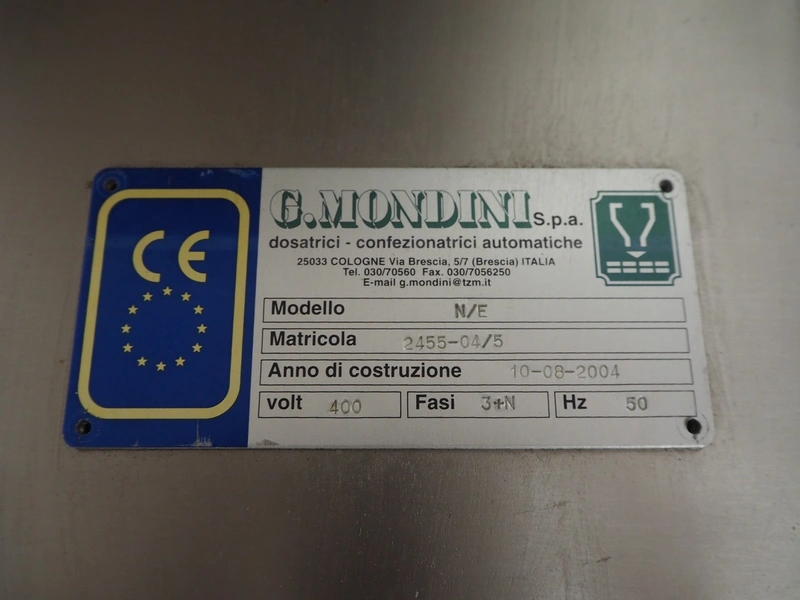 CE
G.MONDINI S.p.a.
dosatrici - confezionatrici automatiche
25033 COLOGNE Via Brescia, 5/7 (Brescia) ITALIA
Tel. 030/70560 Fax. 030/7056250
E-mail g.mondini@tzm.it
Modello N/E
Matricola 2455-04/5
Anno di costruzione 10-08-2004
volt 400 Fasi 3+N Hz 50